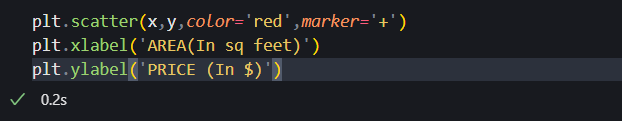 plt.scatter(x,y,color='red',marker='+')
plt.xlabel('AREA(In sq feet)')
plt.ylabel('PRICE (In $)')
0.2s